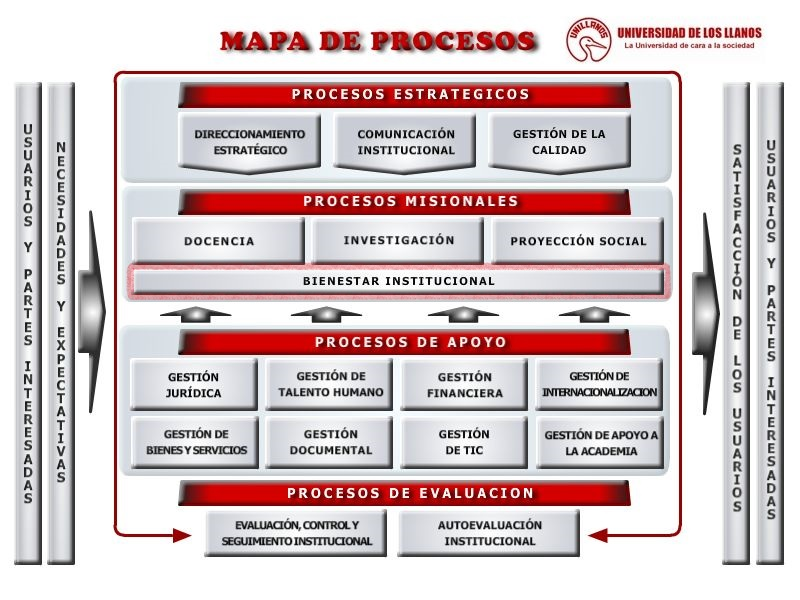 MAPA DE PROCESOS
UNILLANOS
UNIVERSIDAD DE LOS LLANOS
La Universidad de cara a la sociedad
USUARIOS Y PARTES INTERESADAS
NECESIDADES Y EXPECTATIVAS
PROCESOS ESTRATEGICOS
DIRECCIONAMIENTO
ESTRATÉGICO
COMUNICACIÓN
INSTITUCIONAL
GESTIÓN DE LA
CALIDAD
PROCESOS MISIONALES
DOCENCIA
INVESTIGACIÓN
PROYECCIÓN SOCIAL
BIENESTAR INSTITUCIONAL
PROCESOS DE APOYO
GESTIÓN
JURÍDICA
GESTIÓN DE
TALENTO HUMANO
GESTIÓN
FINANCIERA
GESTIÓN DE
INTERNACIONALIZACION
GESTIÓN DE
BIENES Y SERVICIOS
GESTIÓN
DOCUMENTAL
GESTIÓN
DE TIC
GESTIÓN DE APOYO A
LA ACADEMIA
PROCESOS DE EVALUACION
EVALUACIÓN, CONTROL Y
SEGUIMIENTO INSTITUCIONAL
AUTOEVALUACIÓN
INSTITUCIONAL
SATISFACCIÓN DE LOS USUARIOS
USUARIOS Y PARTES INTERESADAS